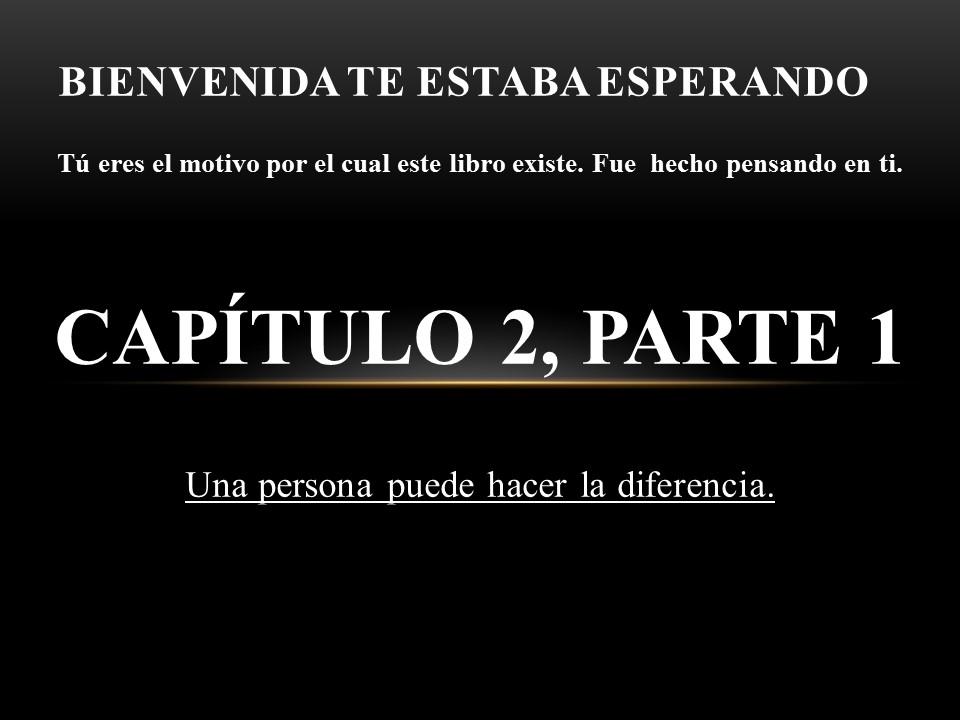 BIENVENIDA TE ESTABA ESPERANDO
Tú eres el motivo por el cual este libro existe. Fue hecho pensando en ti.
CAPÍTULO 2, PARTE 1
Una persona puede hacer la diferencia.